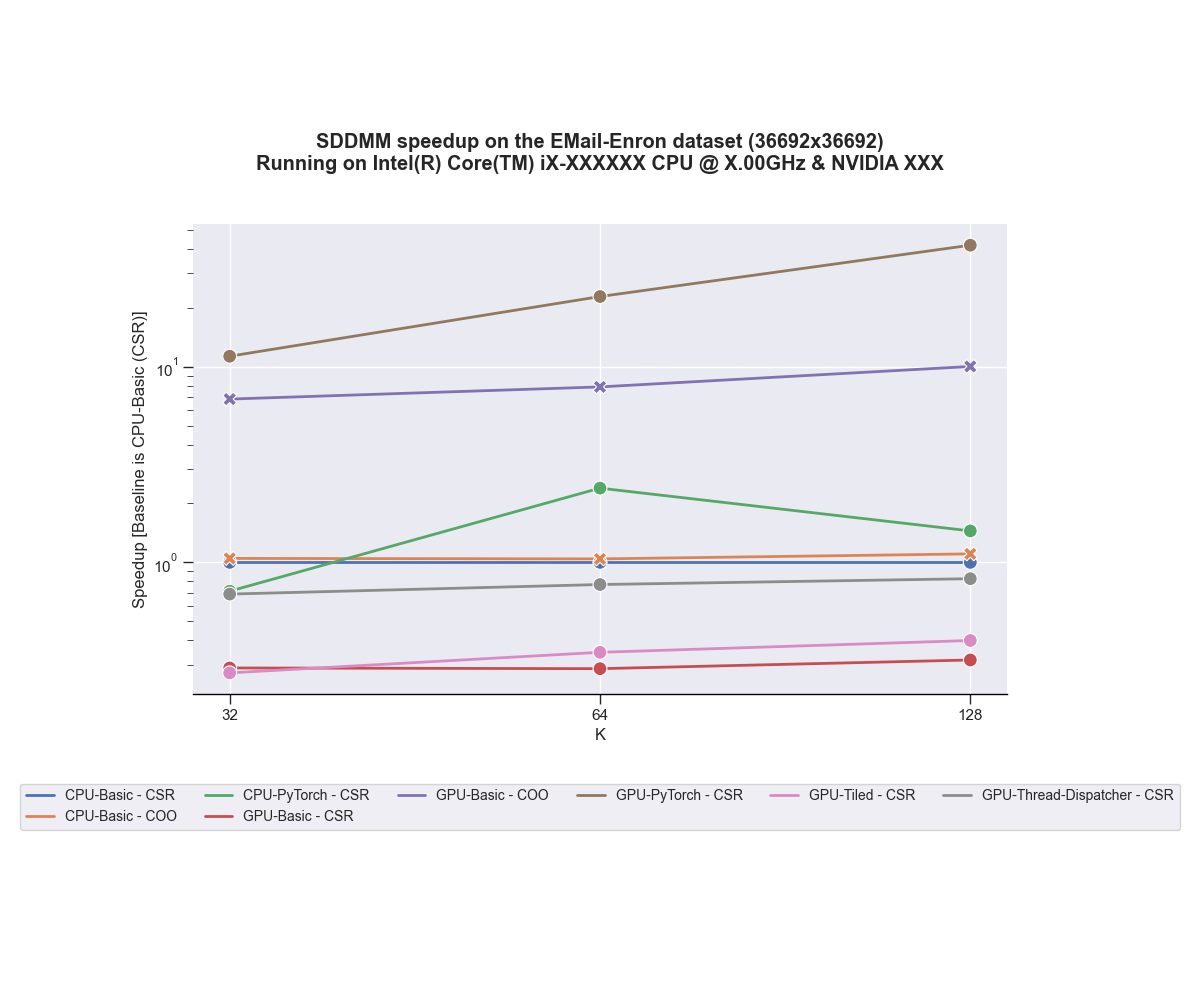 SDDMM speedup on the EMail-Enron dataset (36692x36692)
Running on Intel(R) Core(TM) iX-XXXXXX CPU @ X.00GHz & NVIDIA XXX
Speedup [Baseline is CPU-Basic (CSR)]
10^1
10^0
32 64 128
K
CPU-Basic - CSR CPU-PyTorch - CSR GPU-Basic - COO GPU-PyTorch - CSR GPU-Tiled - CSR GPU-Thread-Dispatcher - CSR
CPU-Basic - COO GPU-Basic - CSR